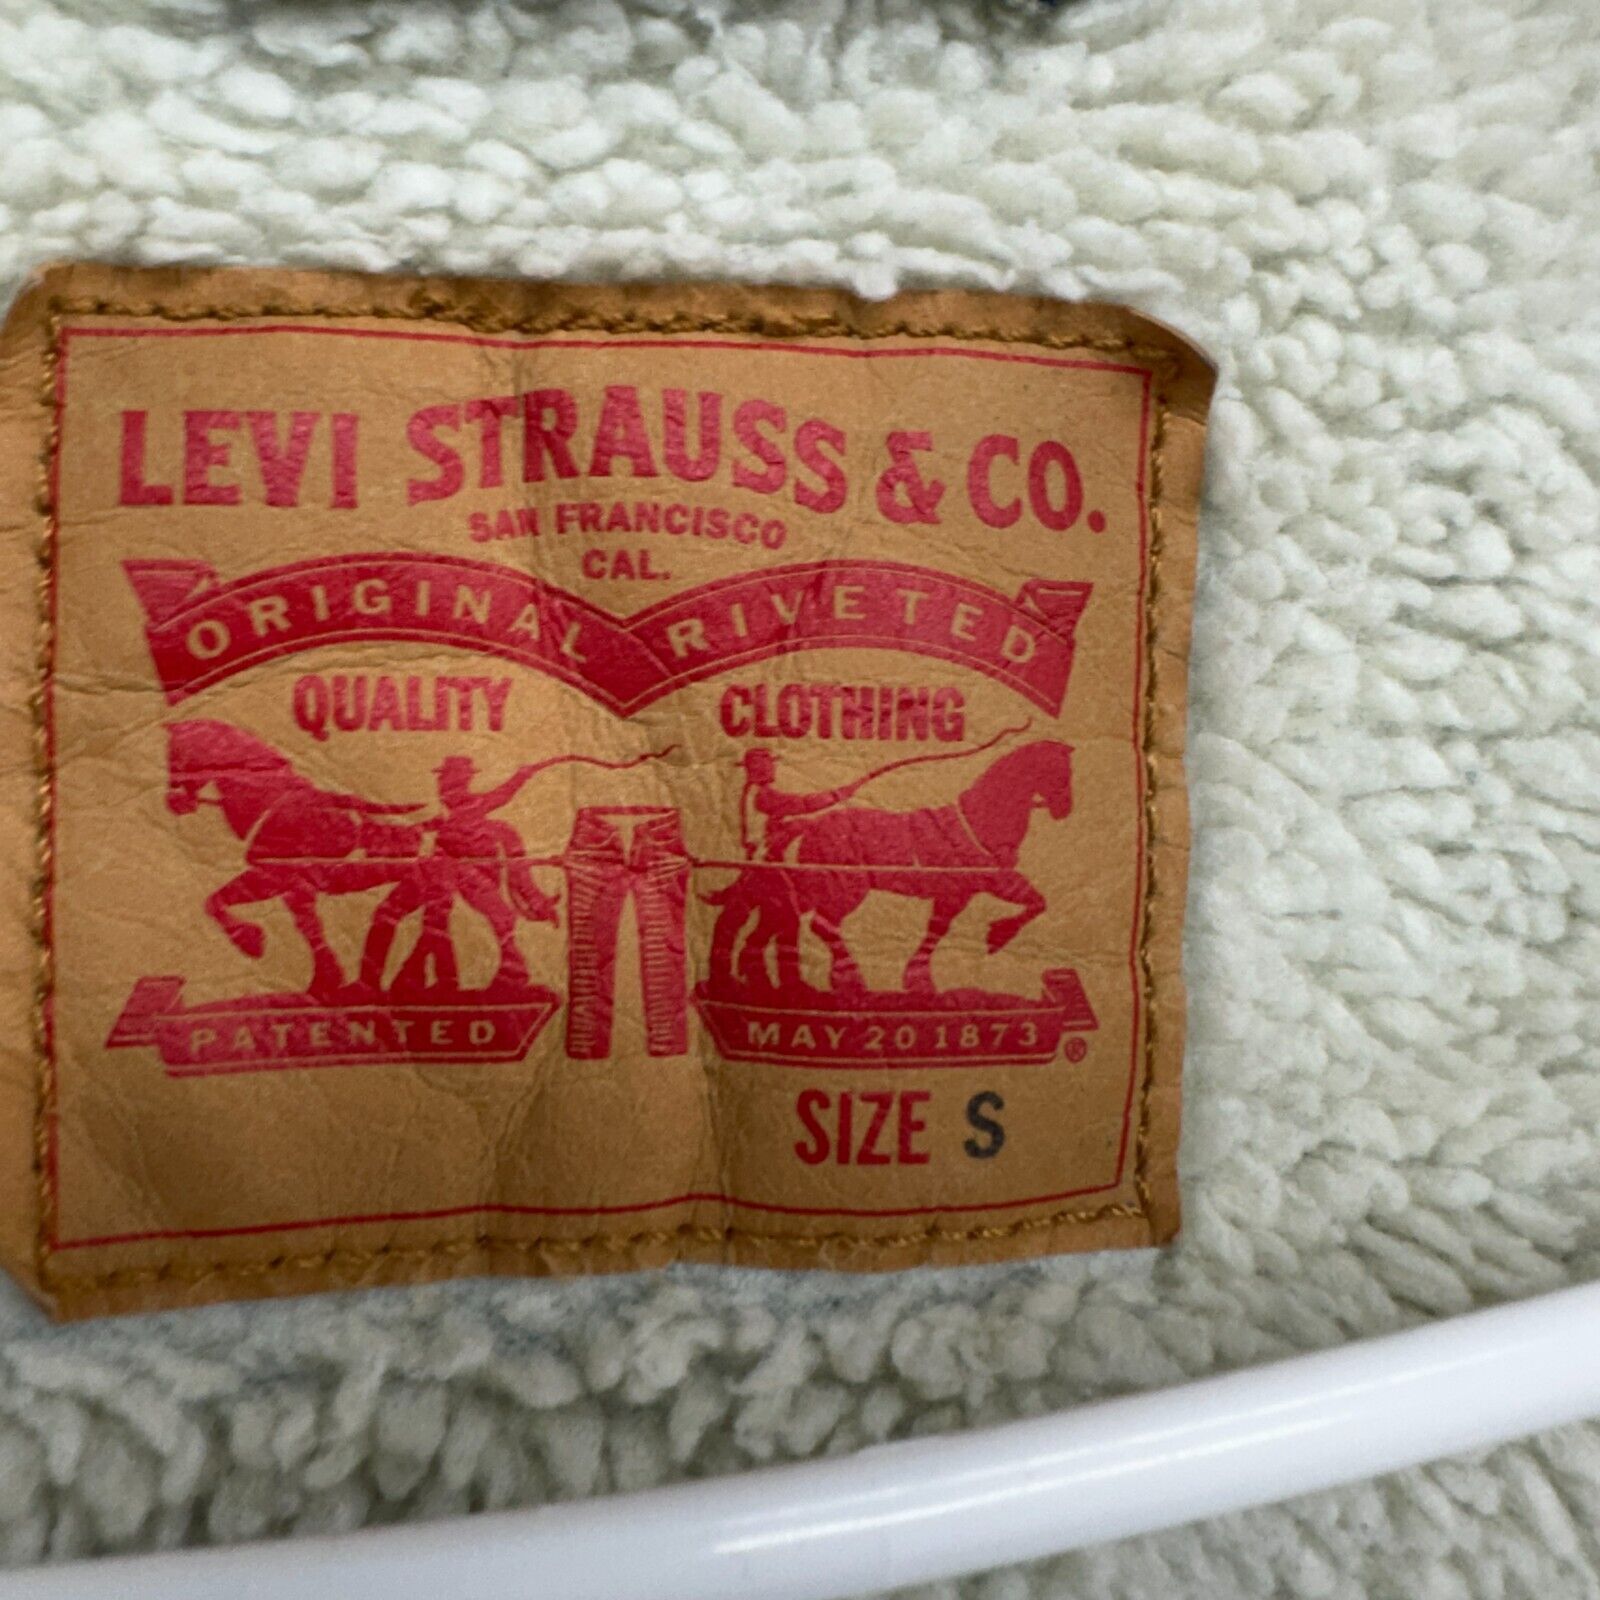 LEVI STRAUSS & CO.
SAN FRANCISCO
CAL.
ORIGINAL RIVETED
QUALITY CLOTHING
PATENTED MAY 20 1873 ®
SIZE S